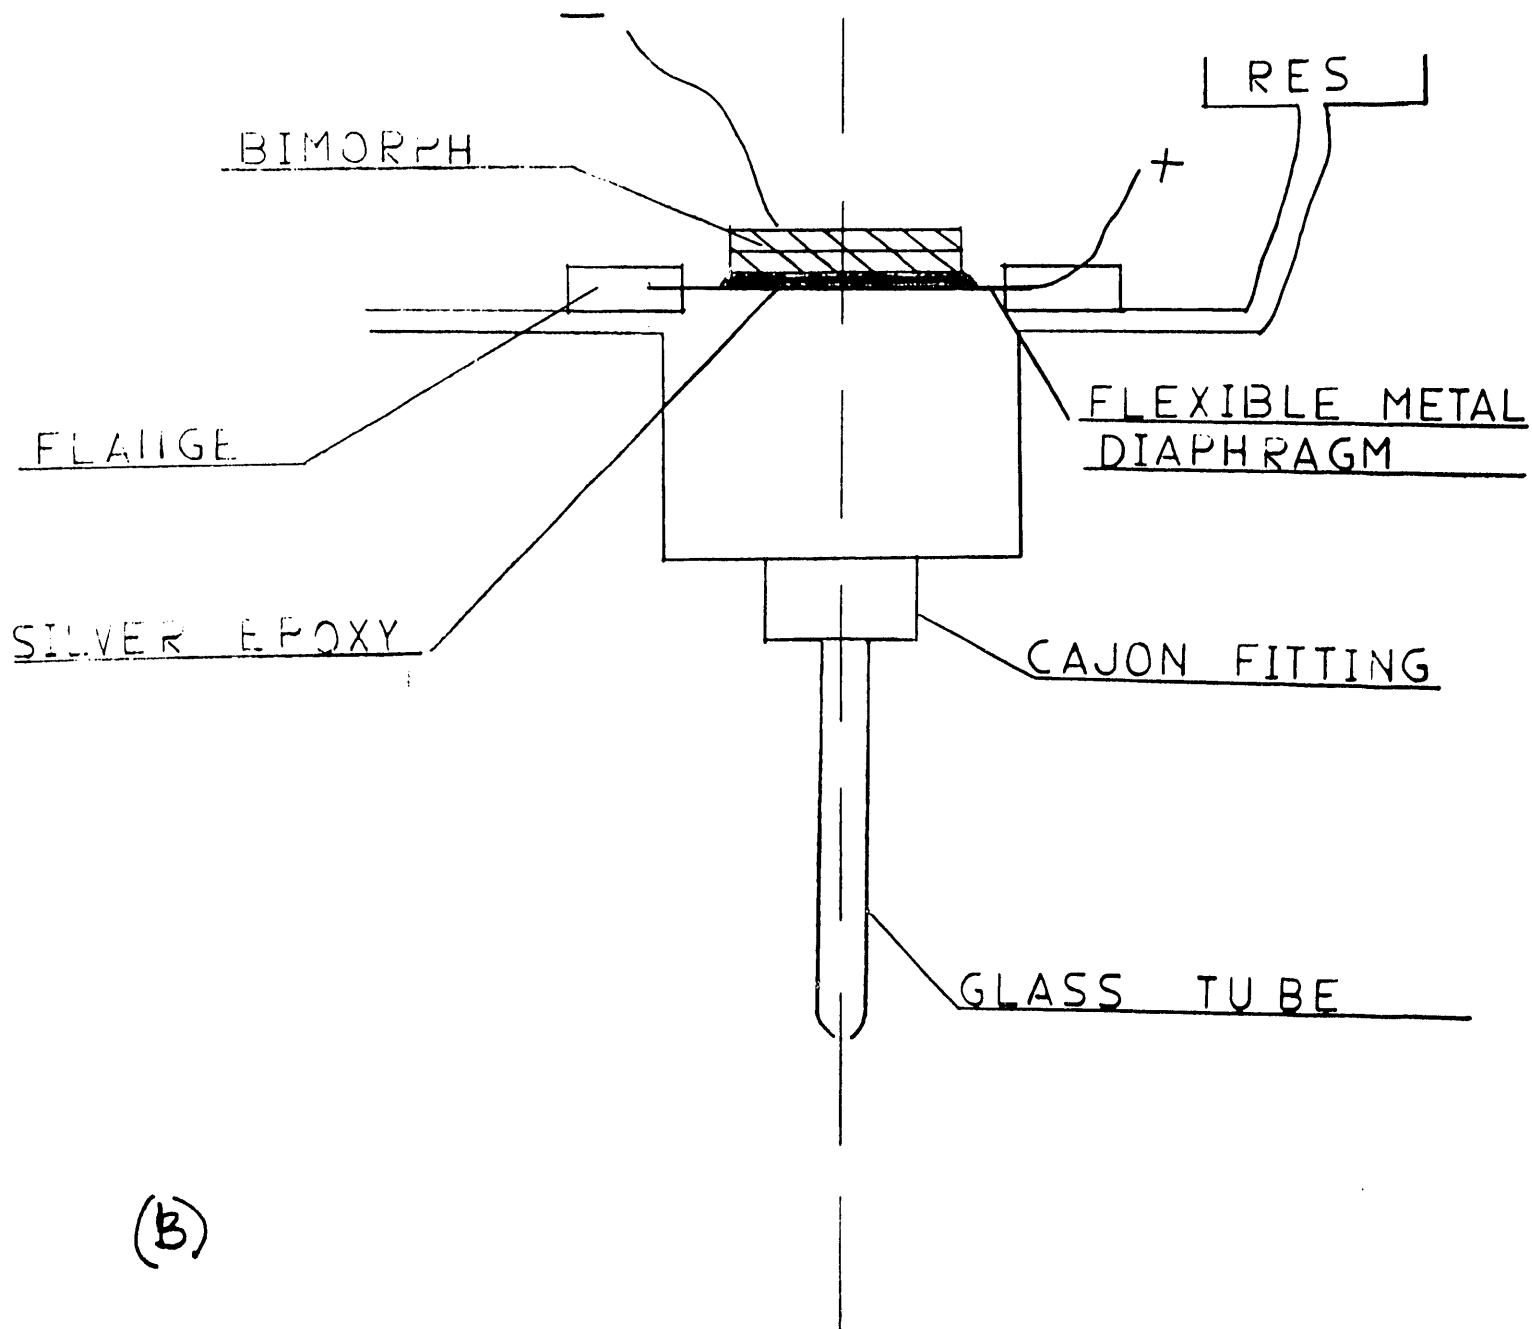 −
RES
BIMORPH
+
FLANGE
FLEXIBLE METAL
DIAPHRAGM
SILVER EPOXY
CAJON FITTING
GLASS TUBE
(B)